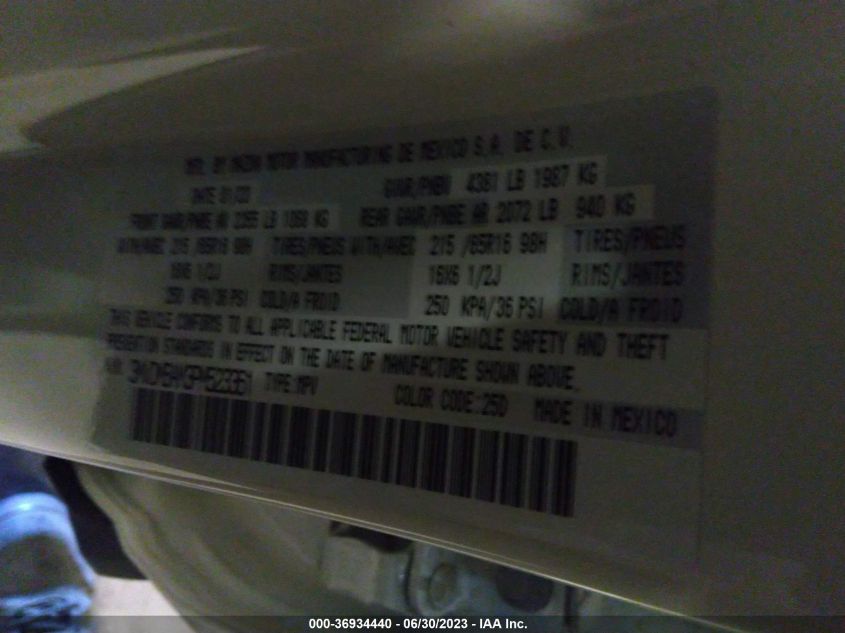 MFD. BY MAZDA MOTOR MANUFACTURING DE MEXICO S.A. DE C.V.
DATE GVWR/PNBV 4381 LB 1987 KG
FRONT GAWR/PNBE AV LB KG REAR GAWR/PNBE AR 2072 LB 940 KG
WITH/AVEC 215 /65R16 98H TIRES/PNEUS WITH/AVEC 215 /65R16 98H TIRES/PNEUS
16X6 1/2J RIMS/JANTES 16X6 1/2J RIMS/JANTES
250 KPA/36 PSI COLD/A FROID 250 KPA/36 PSI COLD/A FROID
THIS VEHICLE CONFORMS TO ALL APPLICABLE FEDERAL MOTOR VEHICLE SAFETY AND THEFT
PREVENTION STANDARDS IN EFFECT ON THE DATE OF MANUFACTURE SHOWN ABOVE.
TYPE:MPV COLOR CODE:25D MADE IN MEXICO
000-36934440 - 06/30/2023 - IAA Inc.